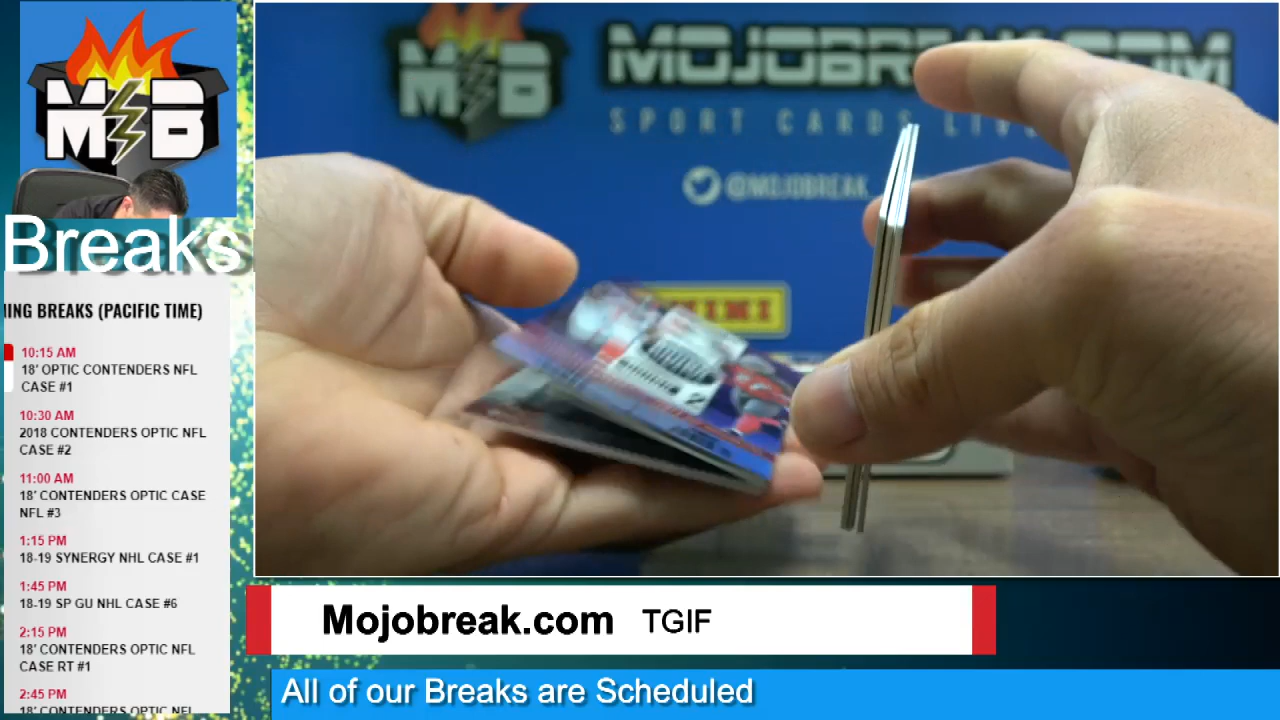 M B
Breaks
ING BREAKS (PACIFIC TIME)
10:15 AM
18' OPTIC CONTENDERS NFL
CASE #1
10:30 AM
2018 CONTENDERS OPTIC NFL
CASE #2
11:00 AM
18' CONTENDERS OPTIC CASE
NFL #3
1:15 PM
18-19 SYNERGY NHL CASE #1
1:45 PM
18-19 SP GU NHL CASE #6
2:15 PM
18' CONTENDERS OPTIC NFL
CASE RT #1
2:45 PM
M B
SPORT CARDS
@MOJOBREAK
2
Mojobreak.com TGIF
All of our Breaks are Scheduled